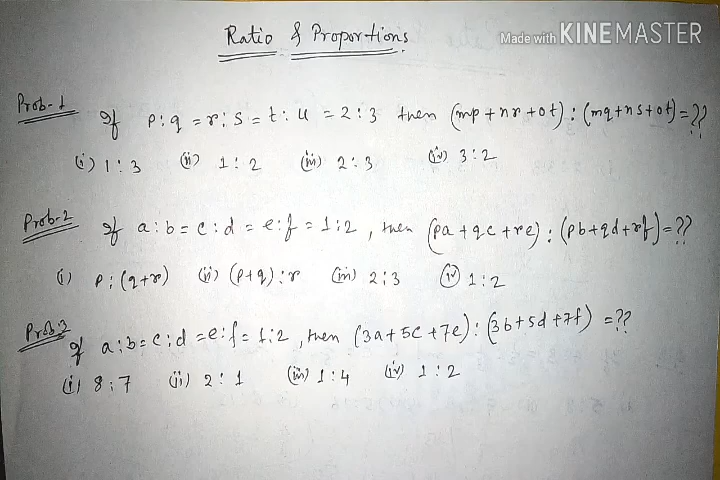 Ratio & Proportions
Made with KINEMASTER
Prob-1 If p:q = r:s = t:u = 2:3 then (mp+nr+ot):(mq+ns+ot)=??
(i) 1:3 (ii) 1:2 (iii) 2:3 (iv) 3:2
Prob-2 If a:b = c:d = e:f = 1:2, then (pa+qc+re):(pb+qd+rf)=??
(i) p:(q+r) (ii) (p+q):r (iii) 2:3 (iv) 1:2
Prob:3 If a:b = c:d = e:f = 1:2, then (3a+5c+7e):(3b+5d+7f) =??
(i) 8:7 (ii) 2:1 (iii) 1:4 (iv) 1:2